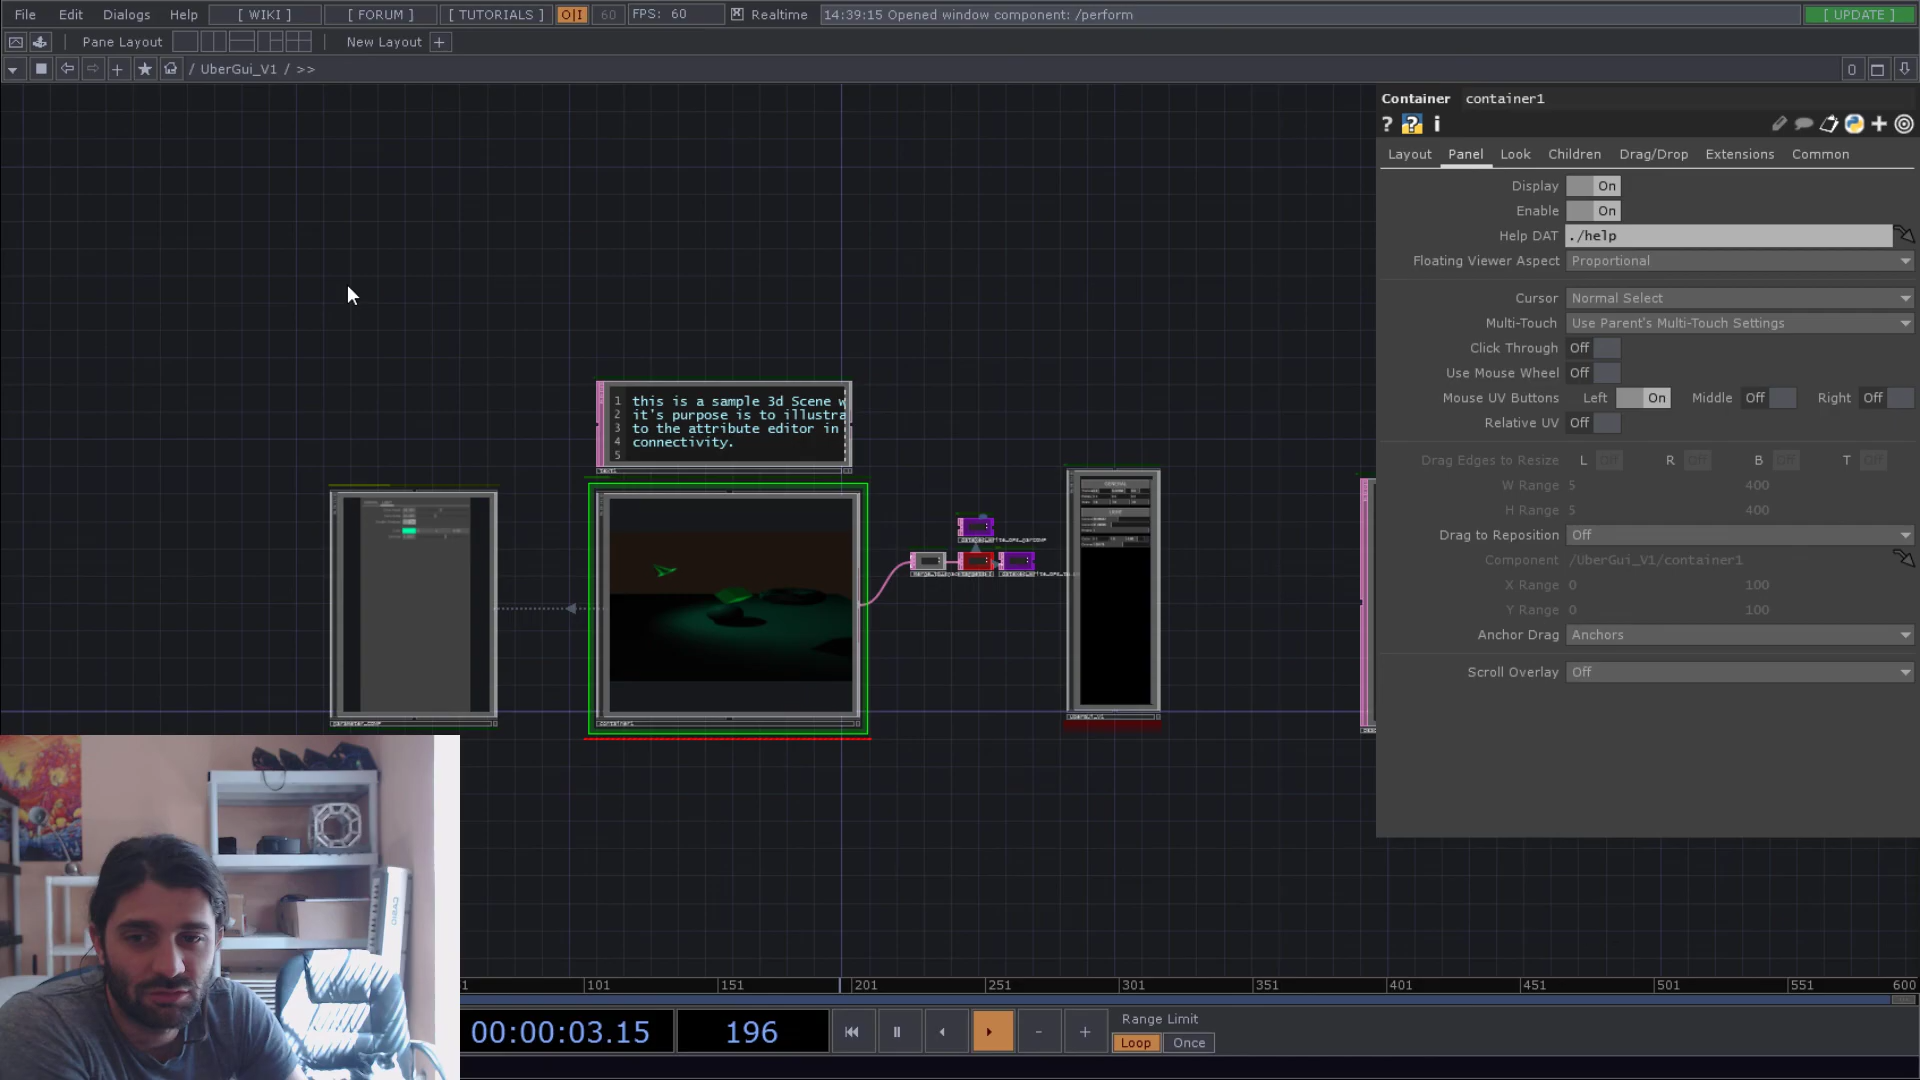 File Edit Dialogs Help [ WIKI ] [ FORUM ] [ TUTORIALS ] O|I 60 FPS: 60 Realtime 14:39:15 Opened window component: /perform [ UPDATE ]
Pane Layout New Layout +
/ UberGui_V1 / >> 0
Container container1
? ? i
Layout Panel Look Children Drag/Drop Extensions Common
Display On
Enable On
Help DAT ./help
Floating Viewer Aspect Proportional
Cursor Normal Select
Multi-Touch Use Parent's Multi-Touch Settings
Click Through Off
Use Mouse Wheel Off
Mouse UV Buttons Left On Middle Off Right Off
Relative UV Off
Drag Edges to Resize L Off R Off B Off T Off
W Range 5 400
H Range 5 400
Drag to Reposition Off
Component /UberGui_V1/container1
X Range 0 100
Y Range 0 100
Anchor Drag Anchors
Scroll Overlay Off
1 this is a sample 3d Scene w
2 it's purpose is to illustra
3 to the attribute editor in
4 connectivity.
5
GENERAL
LIGHT
101 151 201 251 301 351 401 451 501 551 600
00:00:03.15 196 - + Range Limit
Loop Once